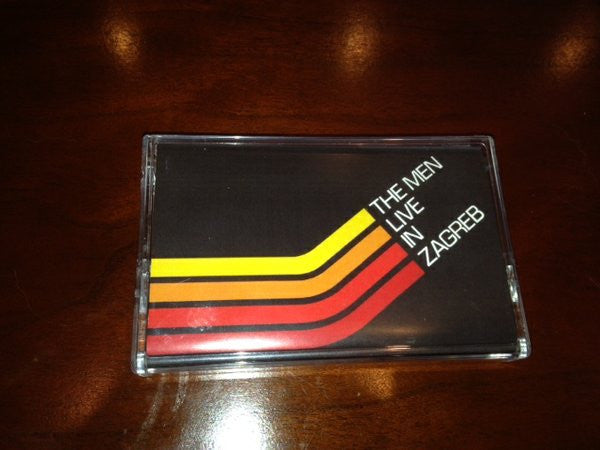 THE MEN
LIVE
IN
ZAGREB